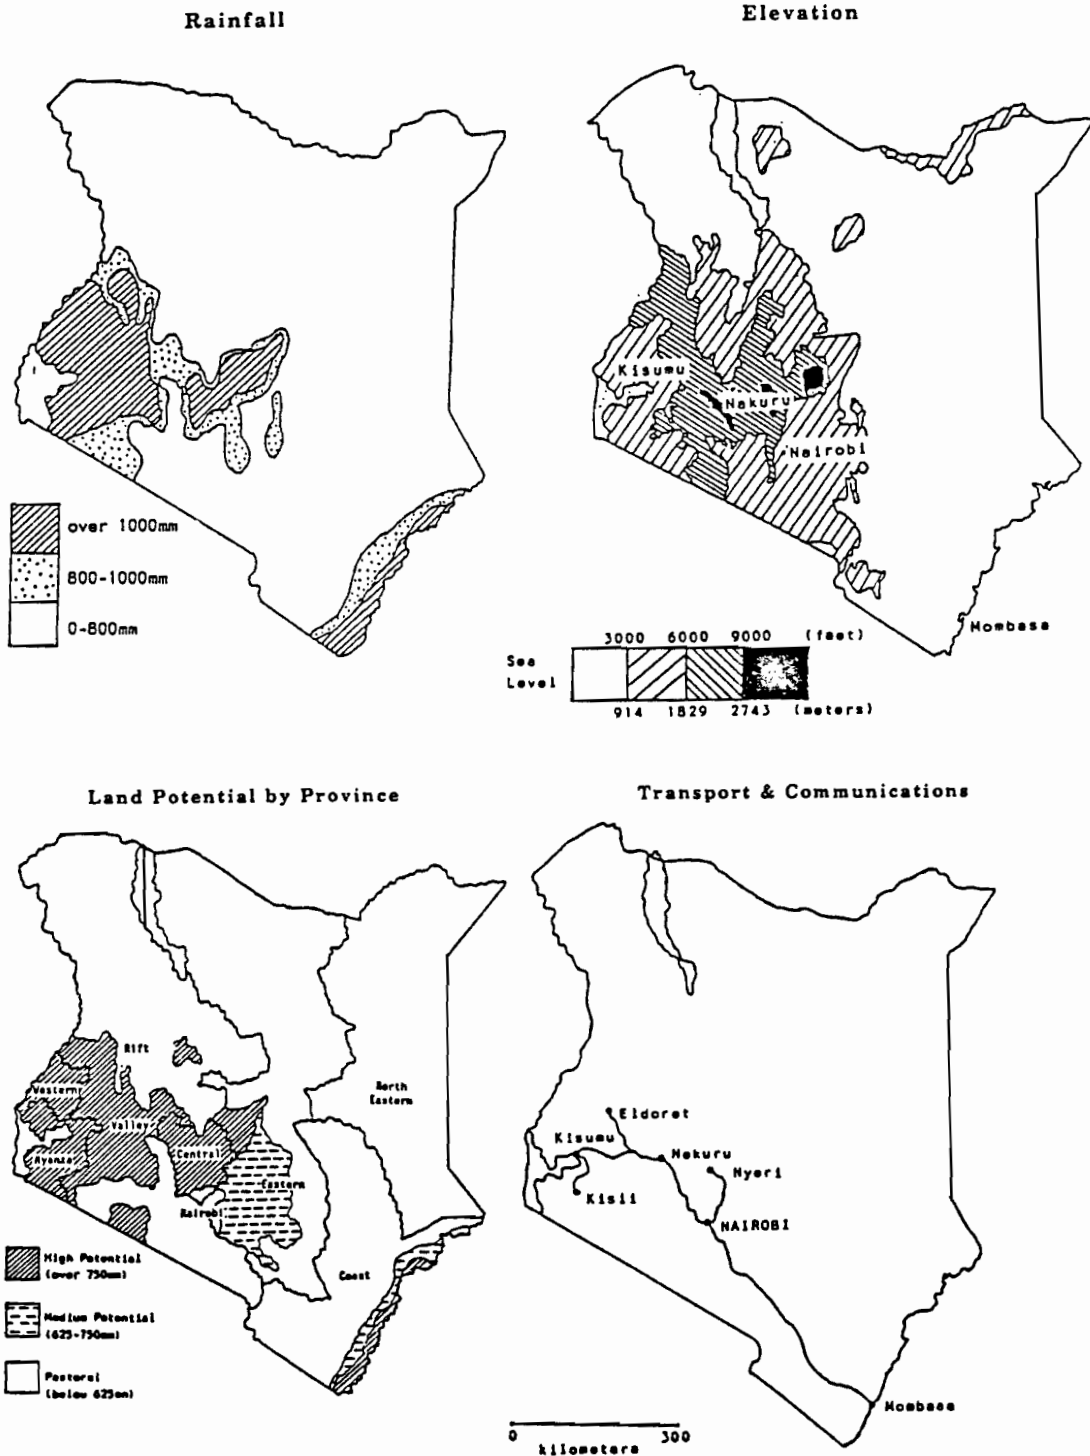 Rainfall
over 1000mm
800-1000mm
0-800mm
Elevation
Kisumu
Nakuru
Nairobi
Mombasa
3000 6000 9000 (feet)
Sea
Level
914 1829 2743 (meters)
Land Potential by Province
Rift
Western
Valley
North
Eastern
Nyanza
Central
Eastern
Nairobi
Coast
High Potential
(over 750mm)
Medium Potential
(625-750mm)
Pastoral
(below 625mm)
Transport & Communications
Eldoret
Kisumu
Nakuru
Nyeri
Kisii
NAIROBI
Mombasa
0 300
kilometers